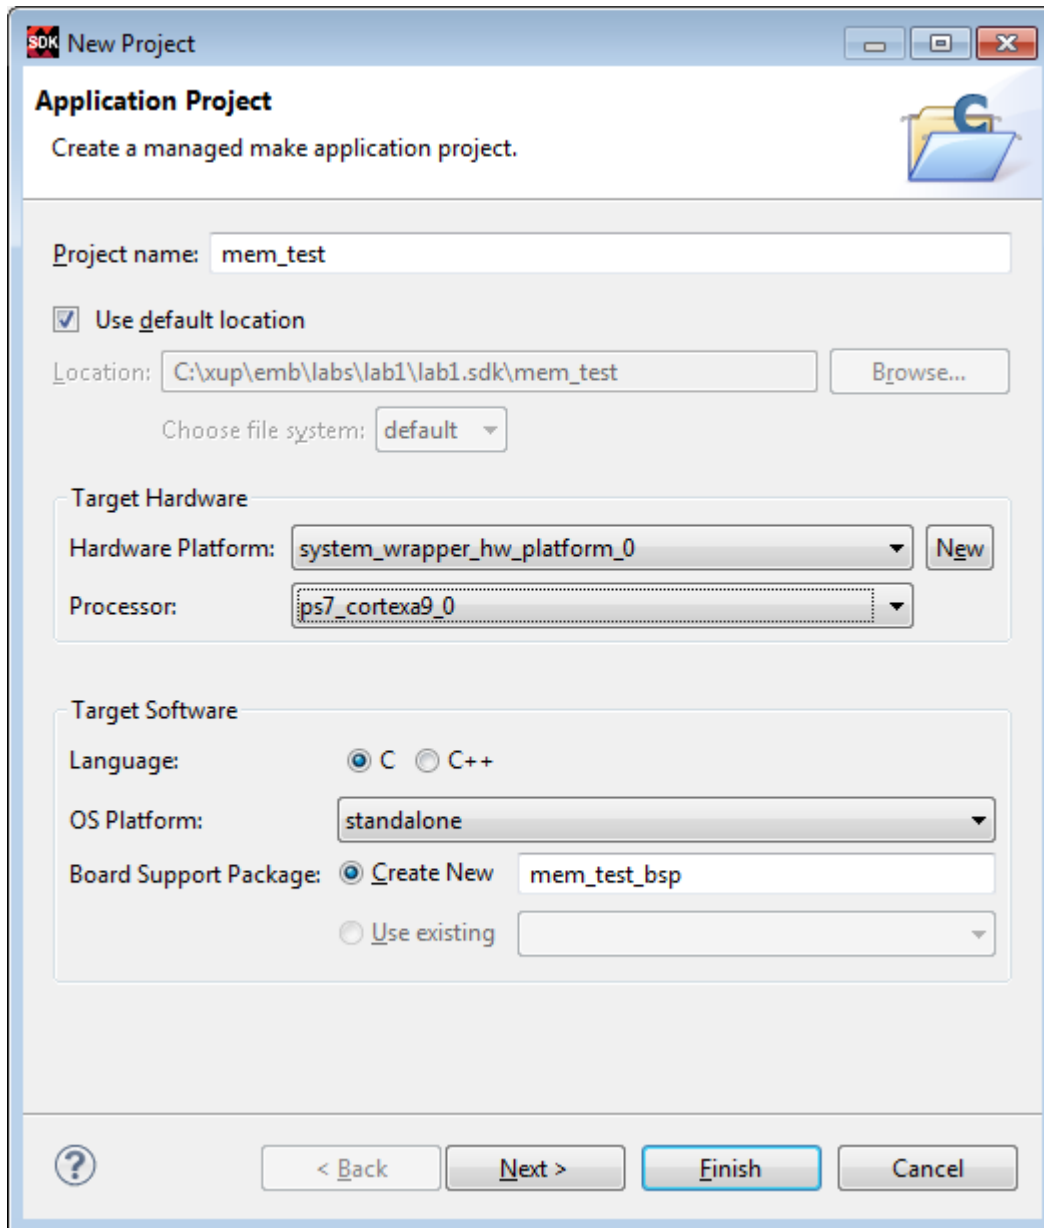 SDK New Project
Application Project
Create a managed make application project.
Project name: mem_test
Use default location
Location: C:\xup\emb\labs\lab1\lab1.sdk\mem_test Browse...
Choose file system: default
Target Hardware
Hardware Platform: system_wrapper_hw_platform_0 New
Processor: ps7_cortexa9_0
Target Software
Language: C C++
OS Platform: standalone
Board Support Package: Create New mem_test_bsp
Use existing
? < Back Next > Finish Cancel